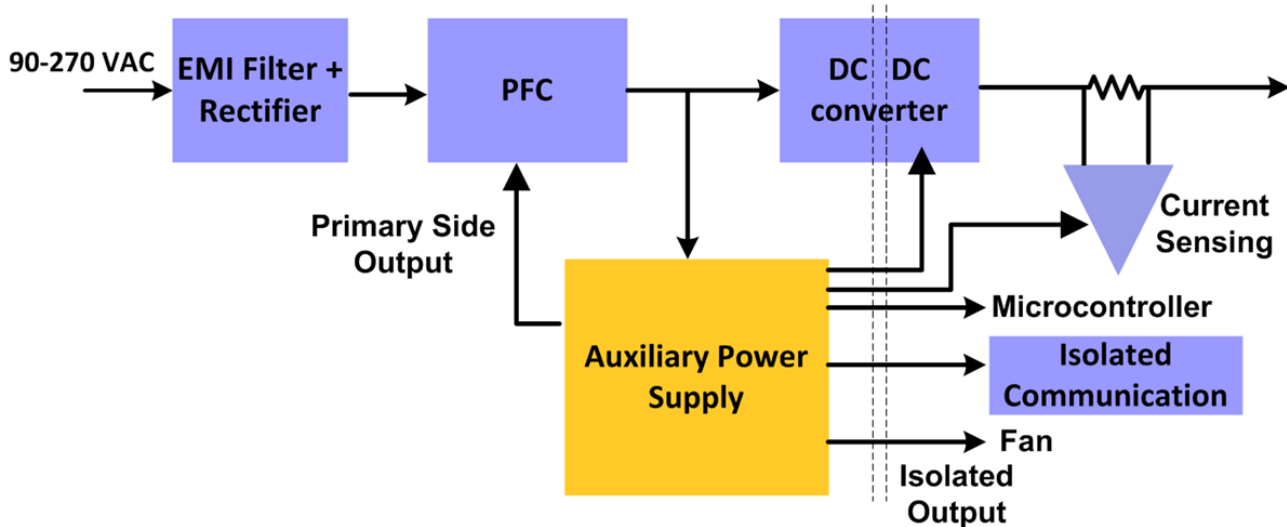 90-270 VAC
EMI Filter +
Rectifier
PFC
DC DC
converter
Primary Side
Output
Current
Sensing
Microcontroller
Auxiliary Power
Supply
Isolated
Communication
Fan
Isolated
Output